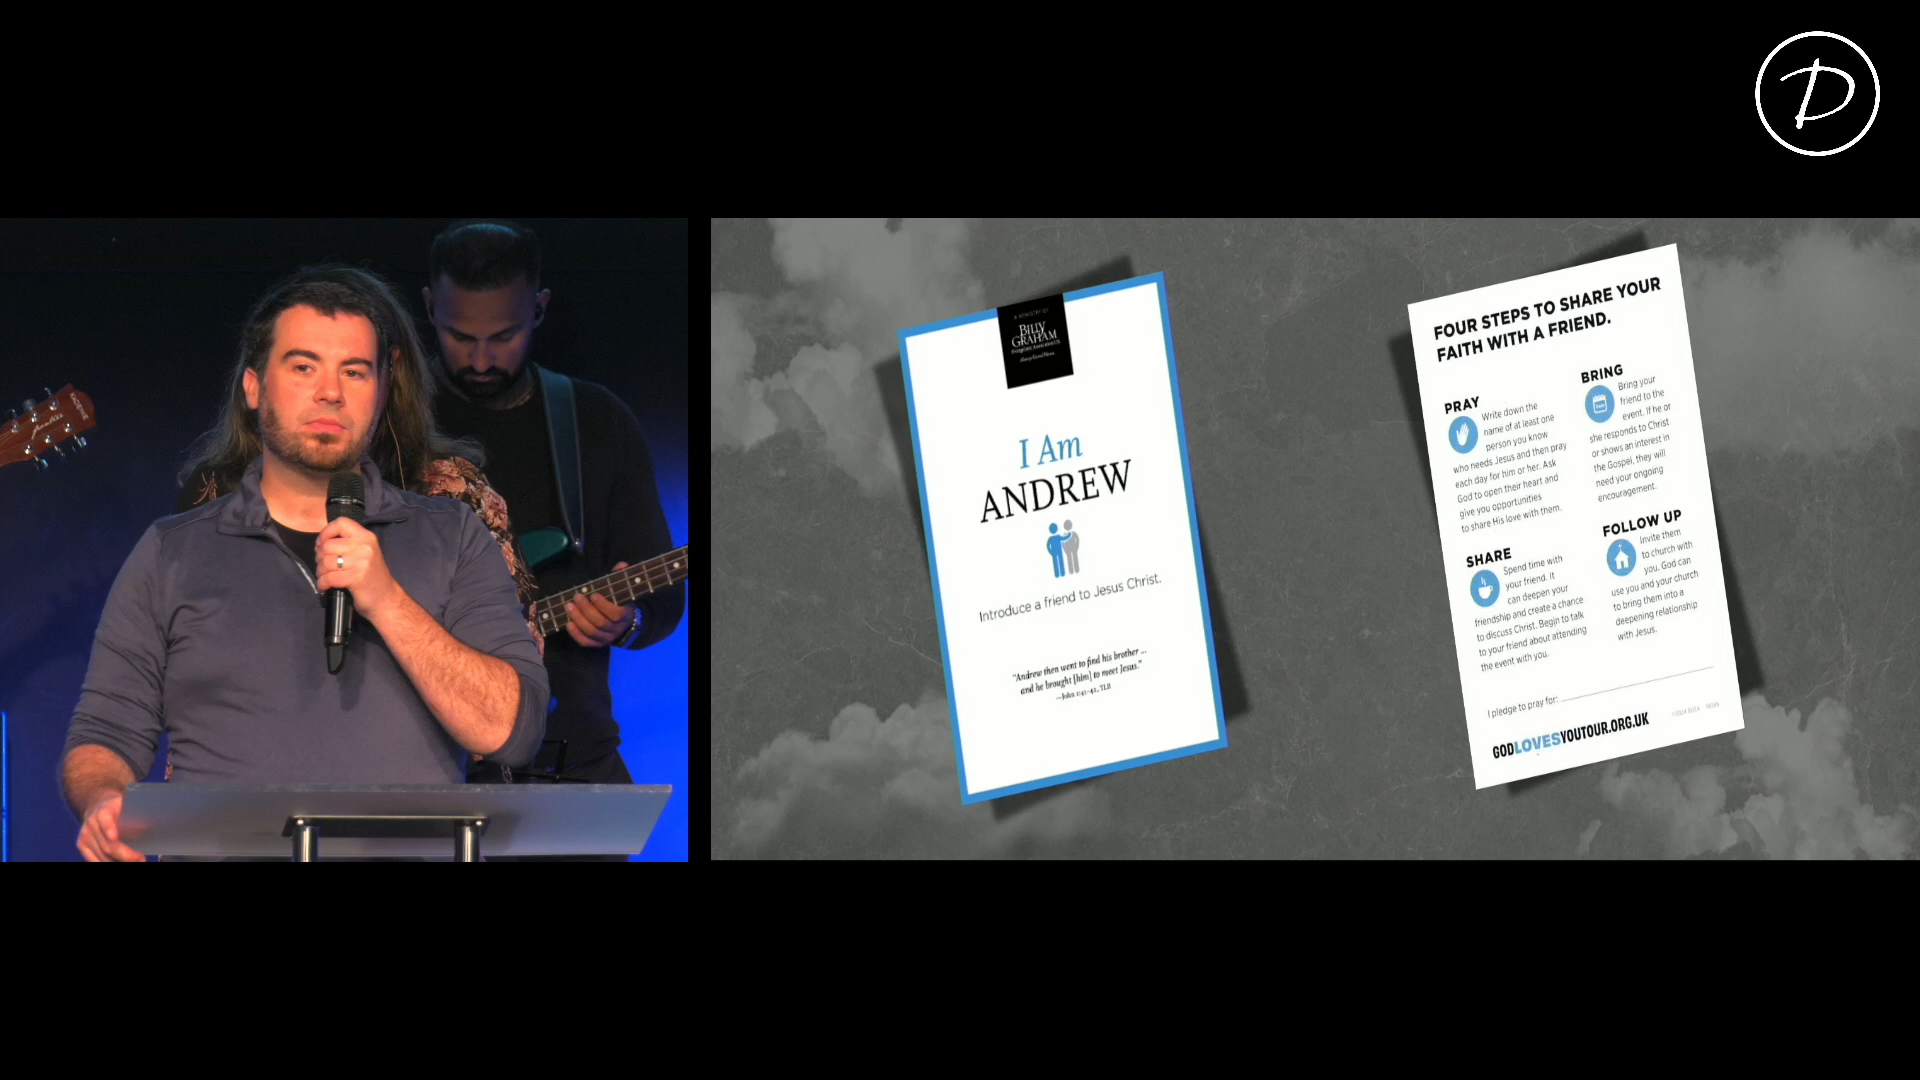 D
A MINISTRY OF
BILLY
GRAHAM
Evangelistic Association UK
I Am
ANDREW
Introduce a friend to Jesus Christ.
"Andrew then went to find his brother ...
and he brought [him] to meet Jesus."
—John 1:41–42, TLB
FOUR STEPS TO SHARE YOUR
FAITH WITH A FRIEND.
PRAY
Write down the
name of at least one
person you know
who needs Jesus and then pray
each day for him or her. Ask
God to open their heart and
give you opportunities
to share His love with them.
SHARE
Spend time with
your friend. It
can deepen your
friendship and create a chance
to discuss Christ. Begin to talk
to your friend about attending
the event with you.
BRING
Bring your
friend to the
event. If he or
she responds to Christ
or shows an interest in
the Gospel, they will
need your ongoing
encouragement.
FOLLOW UP
Invite them
to church with
you. God can
use you and your church
to bring them into a
deepening relationship
with Jesus.
I pledge to pray for:
GODLOVESYOUTOUR.ORG.UK